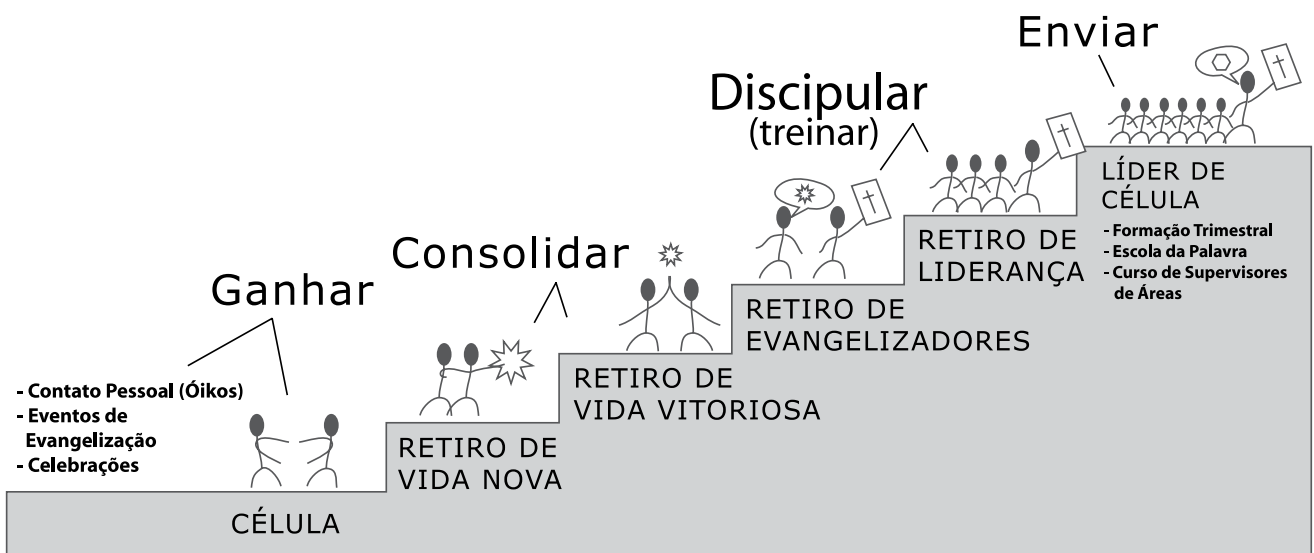 Ganhar
- Contato Pessoal (Óikos)
- Eventos de
Evangelização
- Celebrações
CÉLULA
Consolidar
RETIRO DE
VIDA NOVA
RETIRO DE
VIDA VITORIOSA
Discipular
(treinar)
RETIRO DE
EVANGELIZADORES
RETIRO DE
LIDERANÇA
Enviar
LÍDER DE
CÉLULA
- Formação Trimestral
- Escola da Palavra
- Curso de Supervisores
de Áreas